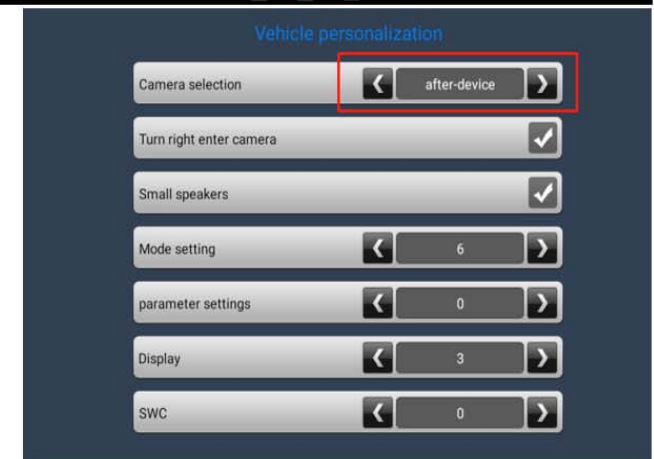 Vehicle personalization
Camera selection
after-device
Turn right enter camera
Small speakers
Mode setting
6
parameter settings
0
Display
3
SWC
0